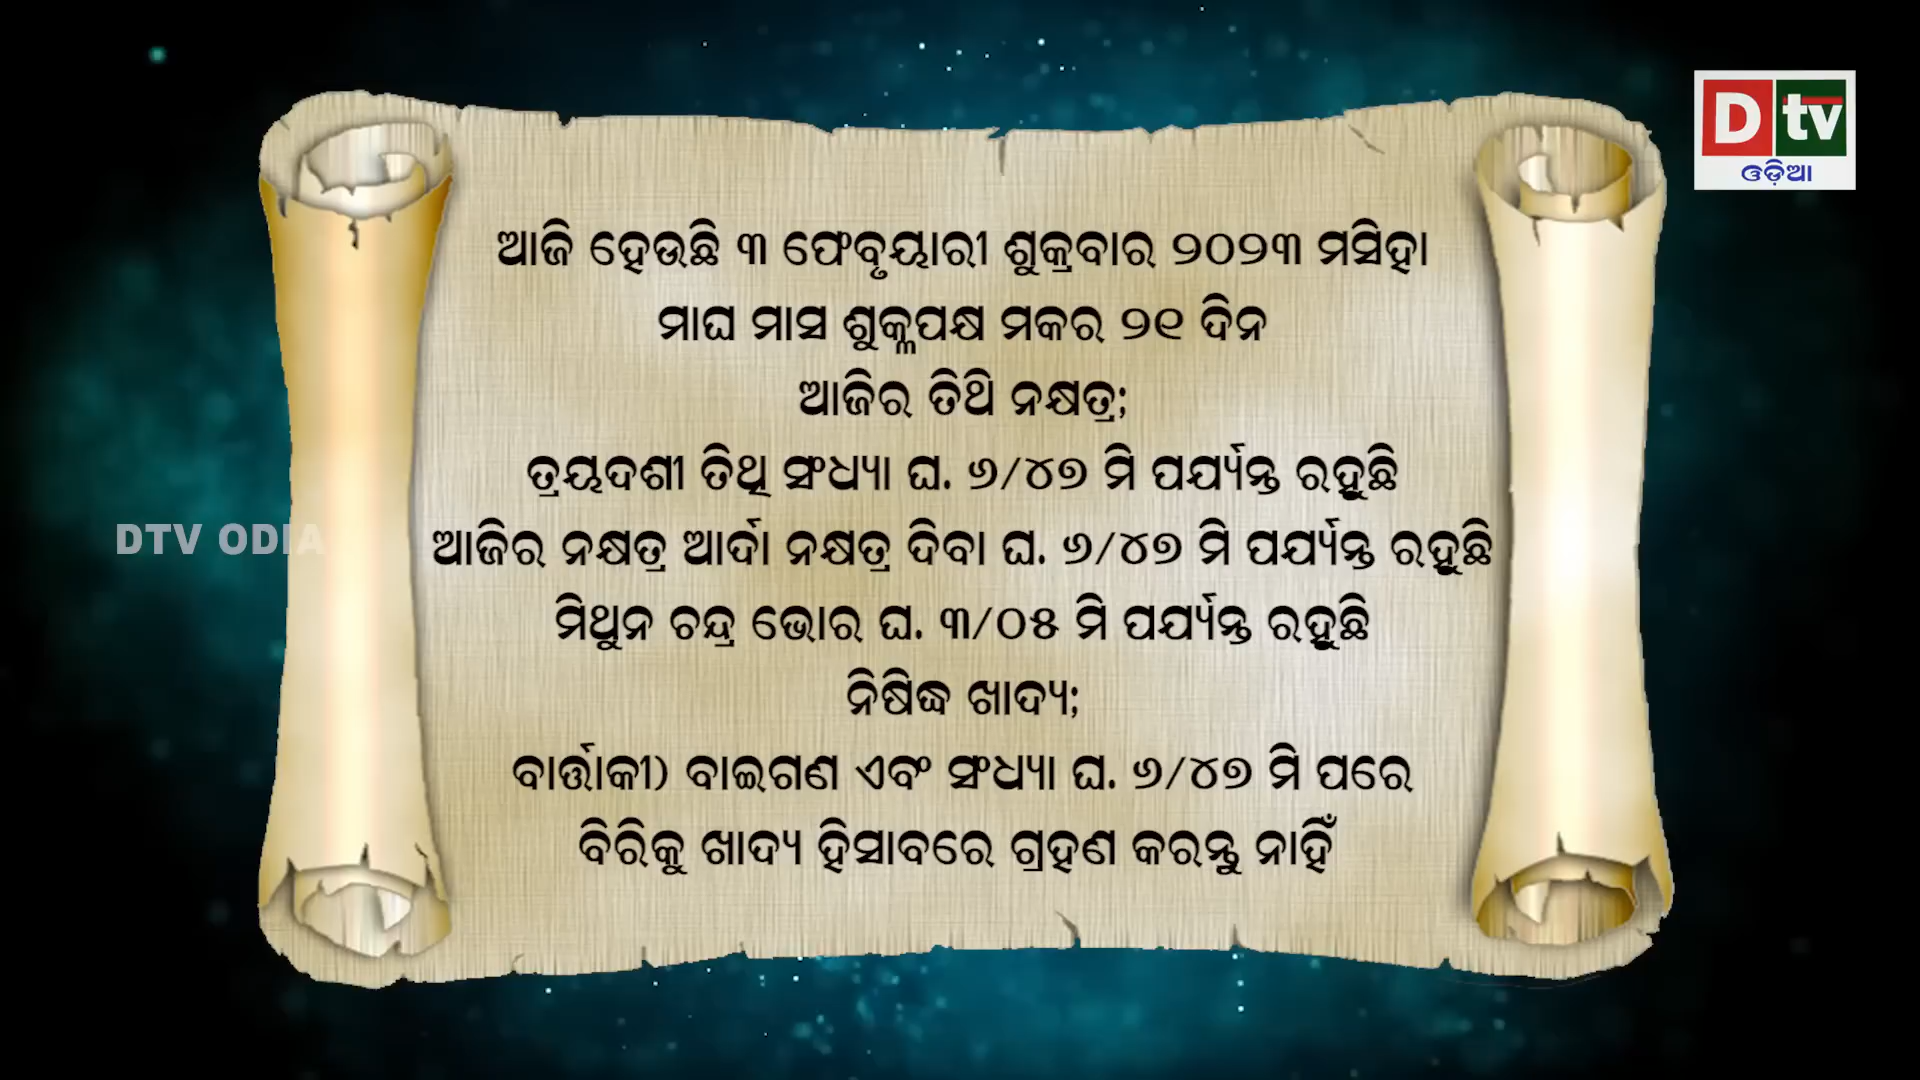 D tv
ଓଡ଼ିଆ
ଆଜି ହେଉଛି ୩ ଫେବୃୟାରୀ ଶୁକ୍ରବାର ୨୦୨୩ ମସିହା
ମାଘ ମାସ ଶୁକ୍ଳପକ୍ଷ ମକର ୨୧ ଦିନ
ଆଜିର ତିଥି ନକ୍ଷତ୍ର;
ତ୍ରୟଦଶୀ ତିଥି ସଂଧ୍ୟା ଘ. ୬/୪୭ ମି ପର୍ଯ୍ୟନ୍ତ ରହୁଛି
DTV ODIA
ଆଜିର ନକ୍ଷତ୍ର ଆର୍ଦା ନକ୍ଷତ୍ର ଦିବା ଘ. ୬/୪୭ ମି ପର୍ଯ୍ୟନ୍ତ ରହୁଛି
ମିଥୁନ ଚନ୍ଦ୍ର ଭୋର ଘ. ୩/୦୫ ମି ପର୍ଯ୍ୟନ୍ତ ରହୁଛି
ନିଷିଦ୍ଧ ଖାଦ୍ୟ;
ବାର୍ତ୍ତାକୀ) ବାଇଗଣ ଏବଂ ସଂଧ୍ୟା ଘ. ୬/୪୭ ମି ପରେ
ବିରିକୁ ଖାଦ୍ୟ ହିସାବରେ ଗ୍ରହଣ କରନ୍ତୁ ନାହିଁ